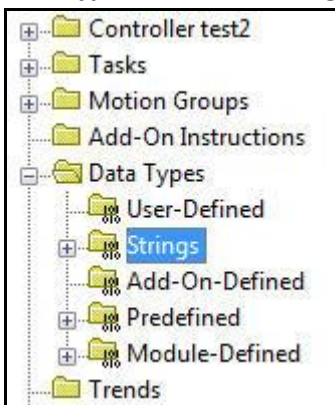 Controller test2
Tasks
Motion Groups
Add-On Instructions
Data Types
User-Defined
Strings
Add-On-Defined
Predefined
Module-Defined
Trends